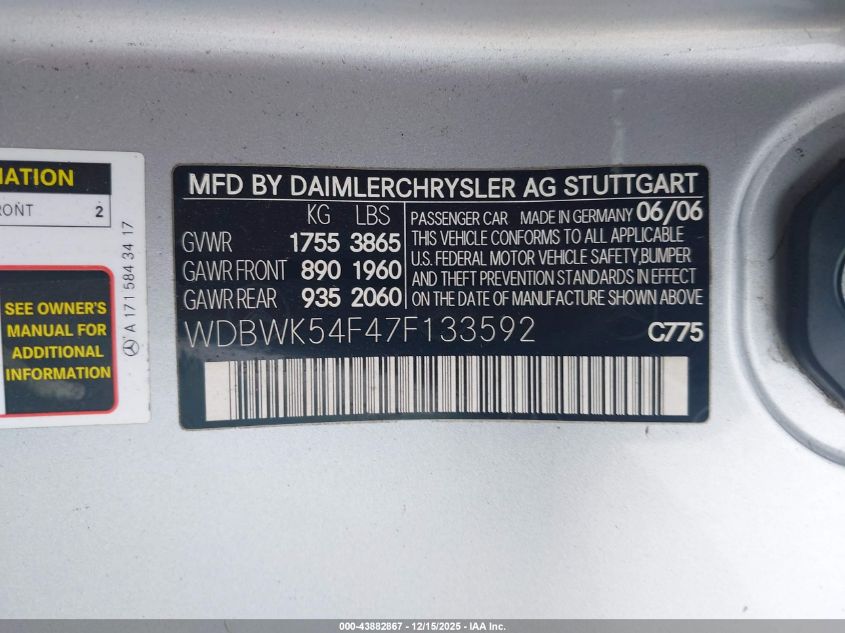 MATION
RONT 2
SEE OWNER'S
MANUAL FOR
ADDITIONAL
INFORMATION
A 171 584 34 17
MFD BY DAIMLERCHRYSLER AG STUTTGART
KG LBS
GVWR 1755 3865
GAWR FRONT 890 1960
GAWR REAR 935 2060
PASSENGER CAR MADE IN GERMANY 06/06
THIS VEHICLE CONFORMS TO ALL APPLICABLE
U.S. FEDERAL MOTOR VEHICLE SAFETY,BUMPER
AND THEFT PREVENTION STANDARDS IN EFFECT
ON THE DATE OF MANUFACTURE SHOWN ABOVE
WDBWK54F47F133592 C775
000-43882867 - 12/15/2025 - IAA Inc.